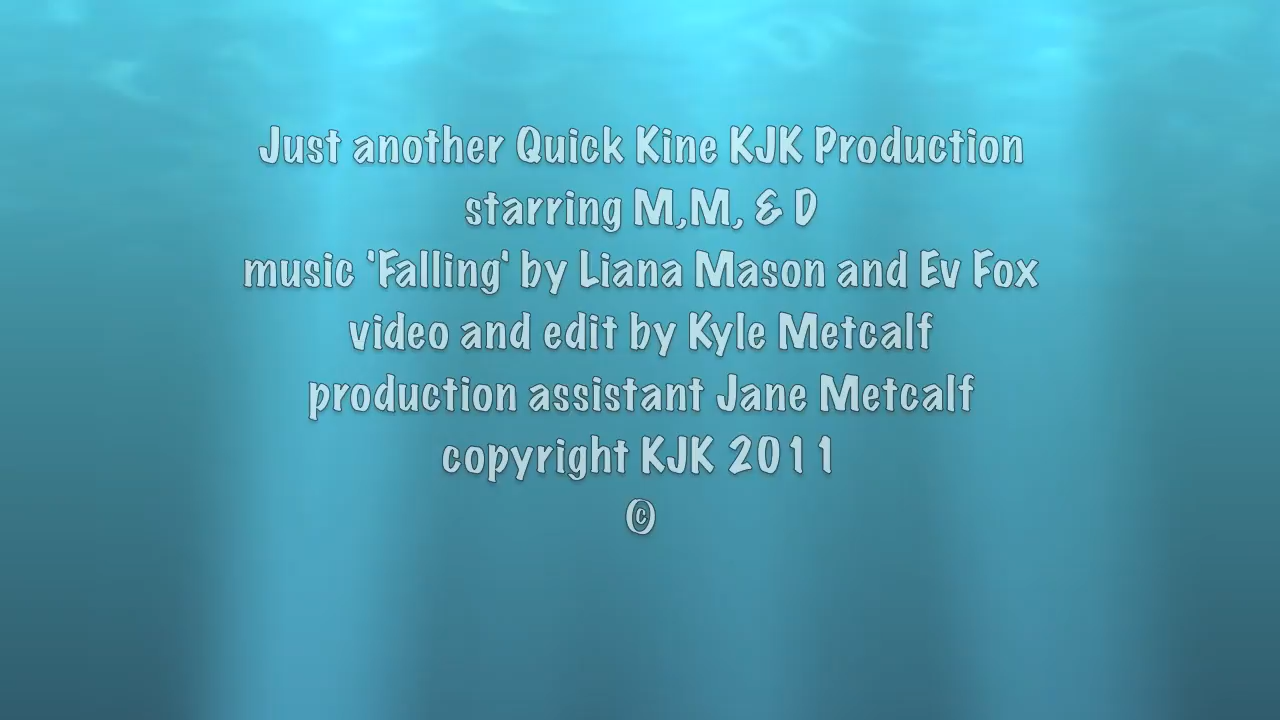 Just another Quick Kine KJK Production
starring M,M, & D
music 'Falling' by Liana Mason and Ev Fox
video and edit by Kyle Metcalf
production assistant Jane Metcalf
copyright KJK 2011
©